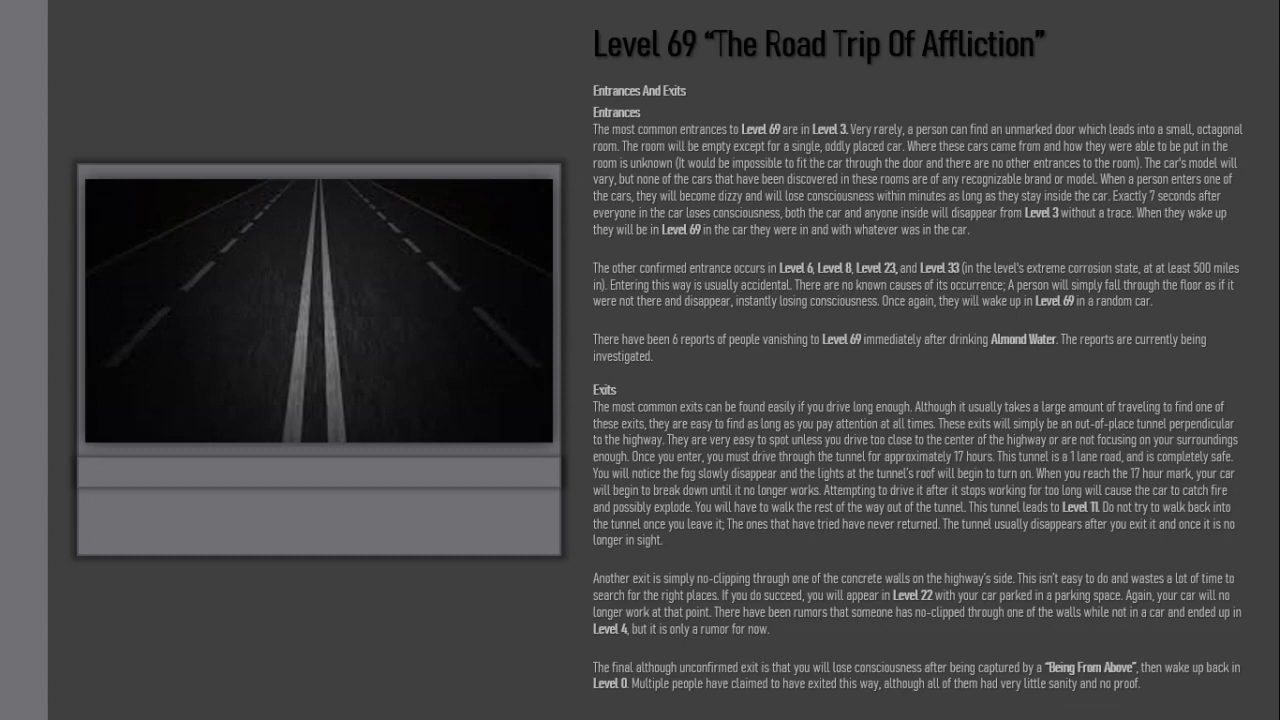 Level 69 “The Road Trip Of Affliction”
Entrances And Exits
Entrances
The most common entrances to Level 69 are in Level 3. Very rarely, a person can find an unmarked door which leads into a small, octagonal
room. The room will be empty except for a single, oddly placed car. Where these cars came from and how they were able to be put in the
room is unknown (It would be impossible to fit the car through the door and there are no other entrances to the room). The car's model will
vary, but none of the cars that have been discovered in these rooms are of any recognizable brand or model. When a person enters one of
the cars, they will become dizzy and will lose consciousness within minutes as long as they stay inside the car. Exactly 7 seconds after
everyone in the car loses consciousness, both the car and anyone inside will disappear from Level 3 without a trace. When they wake up
they will be in Level 69 in the car they were in and with whatever was in the car.
The other confirmed entrance occurs in Level 6, Level 8, Level 23, and Level 33 (in the level's extreme corrosion state, at at least 500 miles
in). Entering this way is usually accidental. There are no known causes of its occurrence; A person will simply fall through the floor as if it
were not there and disappear, instantly losing consciousness. Once again, they will wake up in Level 69 in a random car.
There have been 6 reports of people vanishing to Level 69 immediately after drinking Almond Water. The reports are currently being
investigated.
Exits
The most common exits can be found easily if you drive long enough. Although it usually takes a large amount of traveling to find one of
these exits, they are easy to find as long as you pay attention at all times. These exits will simply be an out-of-place tunnel perpendicular
to the highway. They are very easy to spot unless you drive too close to the center of the highway or are not focusing on your surroundings
enough. Once you enter, you must drive through the tunnel for approximately 17 hours. This tunnel is a 1 lane road, and is completely safe.
You will notice the fog slowly disappear and the lights at the tunnel's roof will begin to turn on. When you reach the 17 hour mark, your car
will begin to break down until it no longer works. Attempting to drive it after it stops working for too long will cause the car to catch fire
and possibly explode. You will have to walk the rest of the way out of the tunnel. This tunnel leads to Level 11. Do not try to walk back into
the tunnel once you leave it; The ones that have tried have never returned. The tunnel usually disappears after you exit it and once it is no
longer in sight.
Another exit is simply no-clipping through one of the concrete walls on the highway's side. This isn't easy to do and wastes a lot of time to
search for the right places. If you do succeed, you will appear in Level 22 with your car parked in a parking space. Again, your car will no
longer work at that point. There have been rumors that someone has no-clipped through one of the walls while not in a car and ended up in
Level 4, but it is only a rumor for now.
The final although unconfirmed exit is that you will lose consciousness after being captured by a “Being From Above”, then wake up back in
Level 0. Multiple people have claimed to have exited this way, although all of them had very little sanity and no proof.